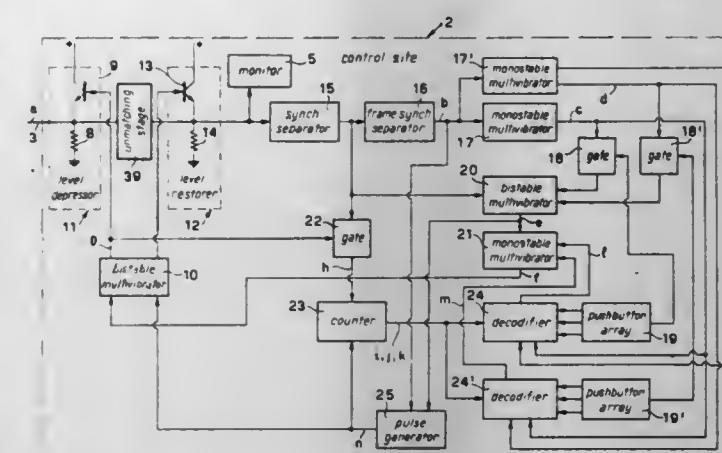 2
control site
9
13
monitor
5
17'
monostable
multivibrator
d
15
16
synch
separator
frame synch
separator
b
monostable
multivibrator
c
17
a
3
8
unmatching
stage
39
14
level
depressor
11
level
restorer
12
18
gate
18'
gate
20
bistable
multivibrator
e
22
gate
21
monostable
multivibrator
f
l
h
m
bistable
multivibrator
10
23
counter
i, j, k
24
decodifier
pushbutton
array
19
24'
decodifier
pushbutton
array
19'
25
pulse
generator
n